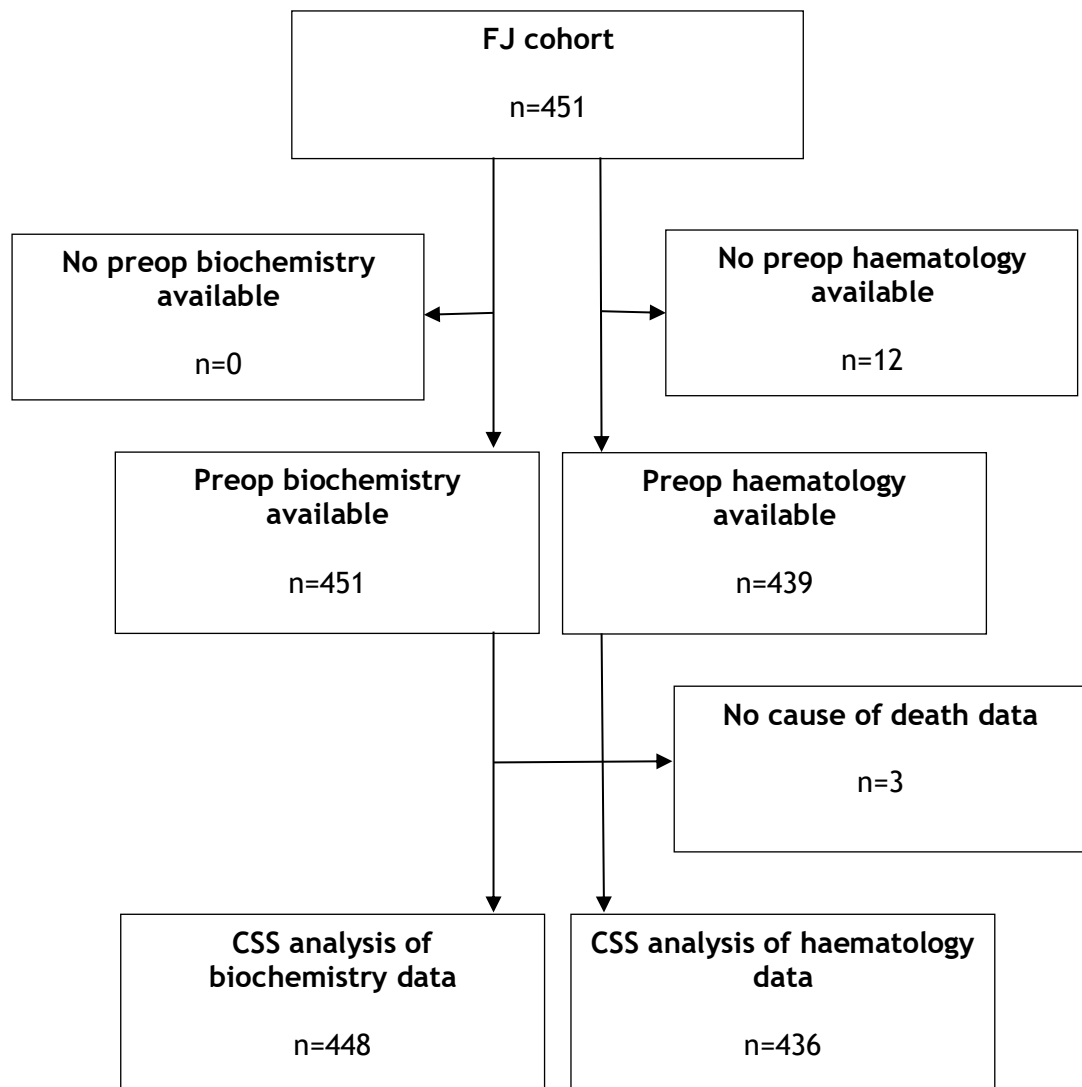 FJ cohort
n=451
No preop biochemistry
available
n=0
No preop haematology
available
n=12
Preop biochemistry
available
n=451
Preop haematology
available
n=439
No cause of death data
n=3
CSS analysis of
biochemistry data
n=448
CSS analysis of haematology
data
n=436